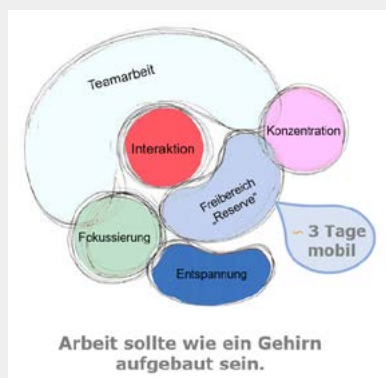 Teamarbeit
Konzentration
Interaktion
Freibereich
„Reserve“
Fokussierung
~ 3 Tage
mobil
Entspannung
Arbeit sollte wie ein Gehirn
aufgebaut sein.